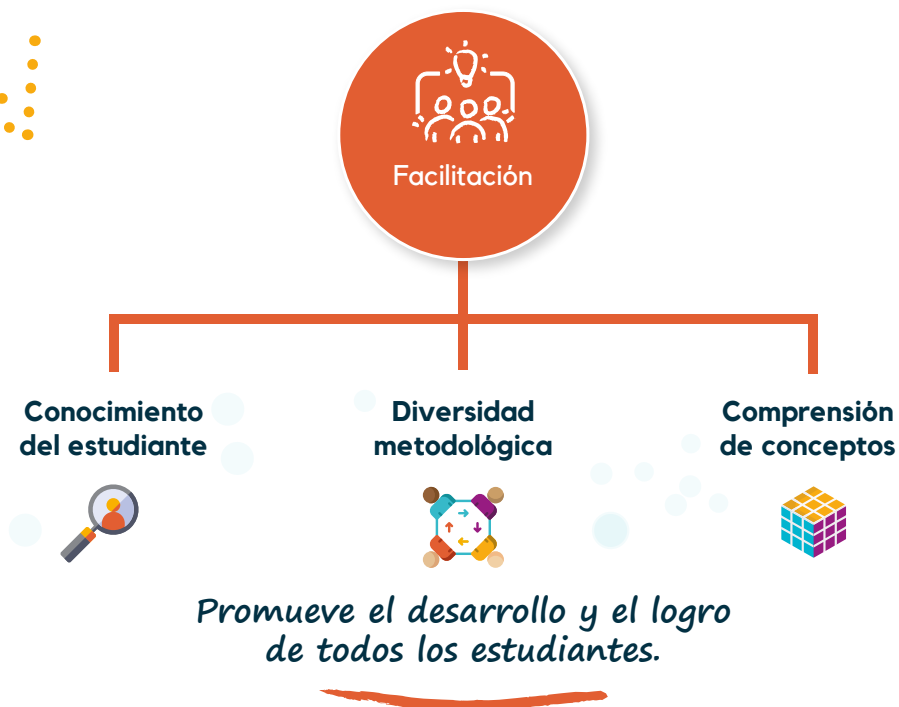 Facilitación
Conocimiento
del estudiante
Diversidad
metodológica
Comprensión
de conceptos
Promueve el desarrollo y el logro
de todos los estudiantes.